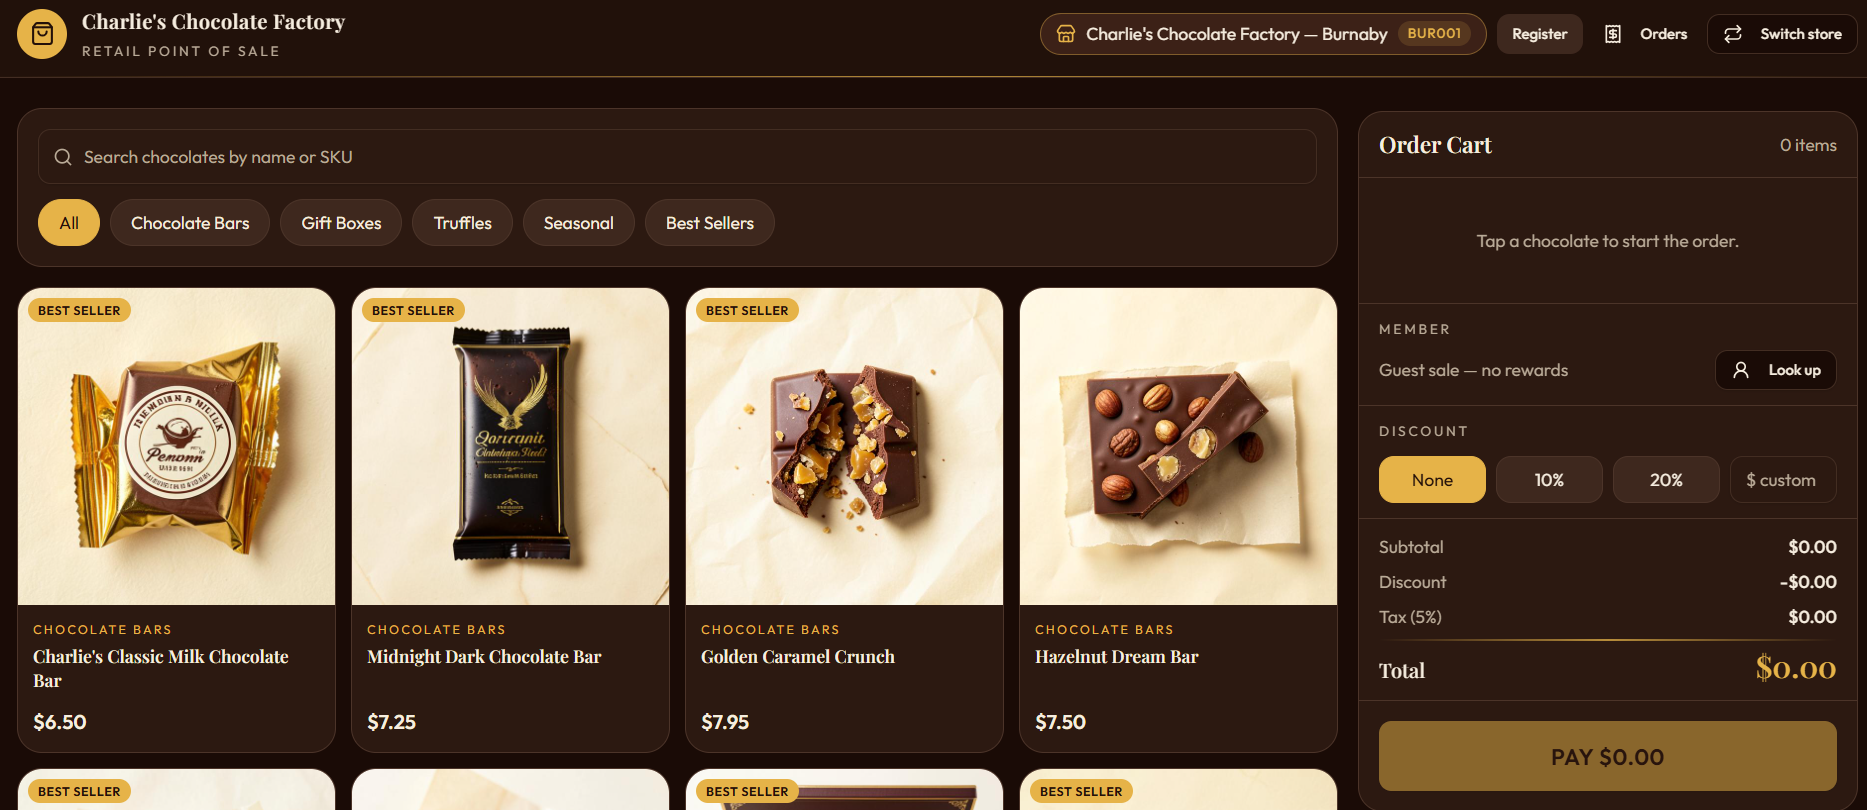 Charlie's Chocolate Factory
RETAIL POINT OF SALE
Charlie's Chocolate Factory — Burnaby BUR001
Register
Orders
Switch store
Search chocolates by name or SKU
All
Chocolate Bars
Gift Boxes
Truffles
Seasonal
Best Sellers
BEST SELLER
CHOCOLATE BARS
Charlie's Classic Milk Chocolate
Bar
$6.50
BEST SELLER
CHOCOLATE BARS
Midnight Dark Chocolate Bar
$7.25
BEST SELLER
CHOCOLATE BARS
Golden Caramel Crunch
$7.95
CHOCOLATE BARS
Hazelnut Dream Bar
$7.50
BEST SELLER
BEST SELLER
BEST SELLER
Order Cart
0 items
Tap a chocolate to start the order.
MEMBER
Guest sale — no rewards
Look up
DISCOUNT
None
10%
20%
$ custom
Subtotal $0.00
Discount -$0.00
Tax (5%) $0.00
Total $0.00
PAY $0.00